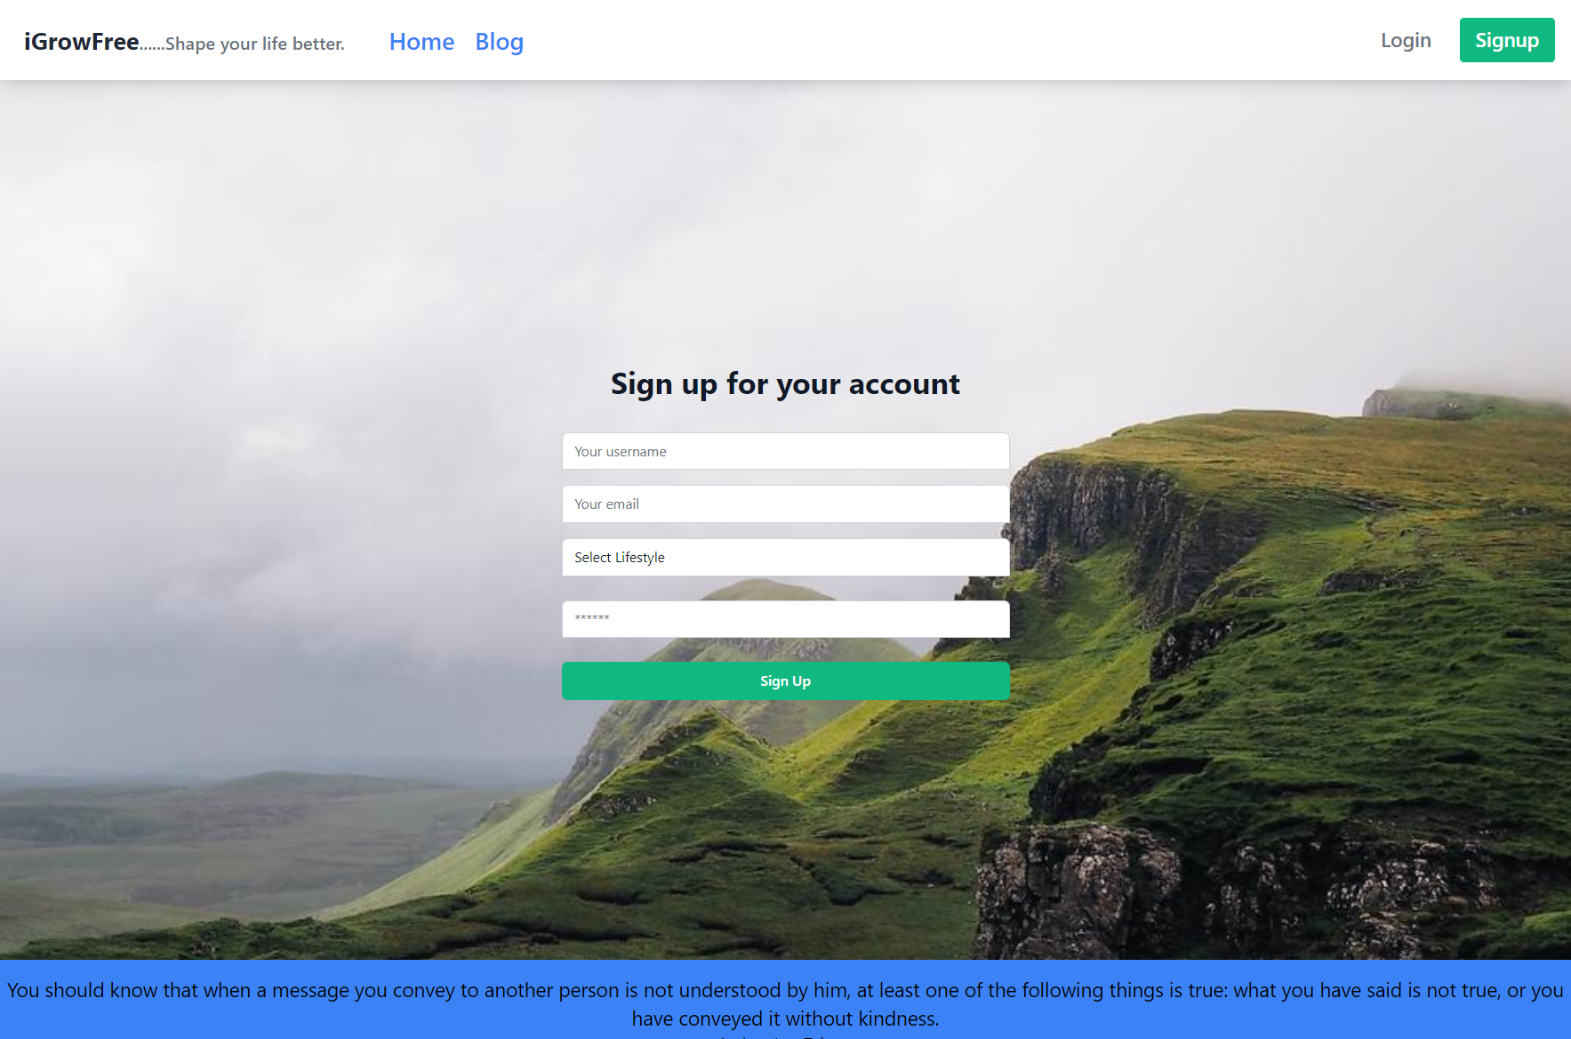 iGrowFree......Shape your life better.
Home
Blog
Login
Signup
Sign up for your account
Your username
Your email
Select Lifestyle
******
Sign Up
You should know that when a message you convey to another person is not understood by him, at least one of the following things is true: what you have said is not true, or you
have conveyed it without kindness.